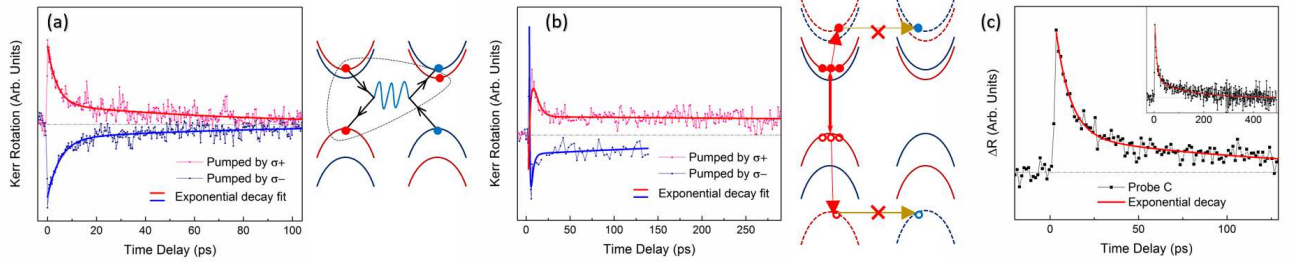 (a)
Kerr Rotation (Arb. Units)
Pumped by σ+
Pumped by σ−
Exponential decay fit
0 20 40 60 80 100
Time Delay (ps)
(b)
Kerr Rotation (Arb. Units)
Pumped by σ+
Pumped by σ−
Exponential decay fit
0 50 100 150 200 250
Time Delay (ps)
(c)
ΔR (Arb. Units)
0 200 400
Probe C
Exponential decay
0 50 100
Time Delay (ps)